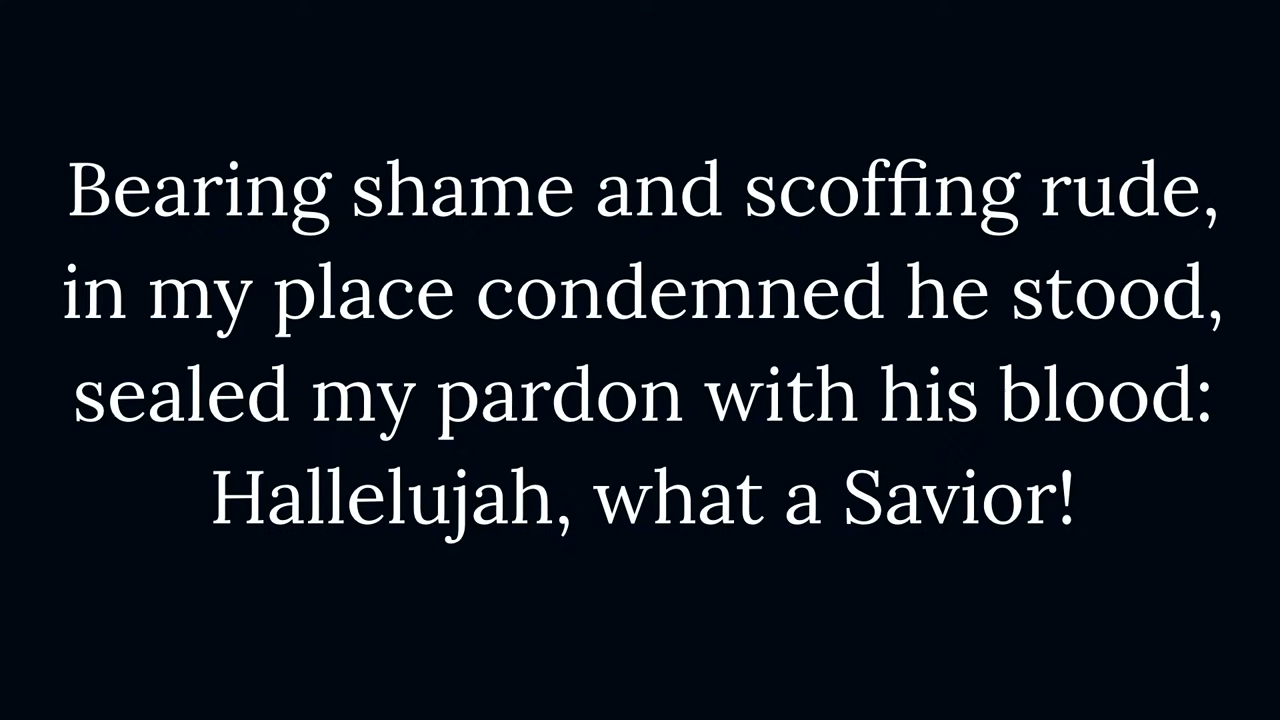 Bearing shame and scoffing rude,
in my place condemned he stood,
sealed my pardon with his blood:
Hallelujah, what a Savior!